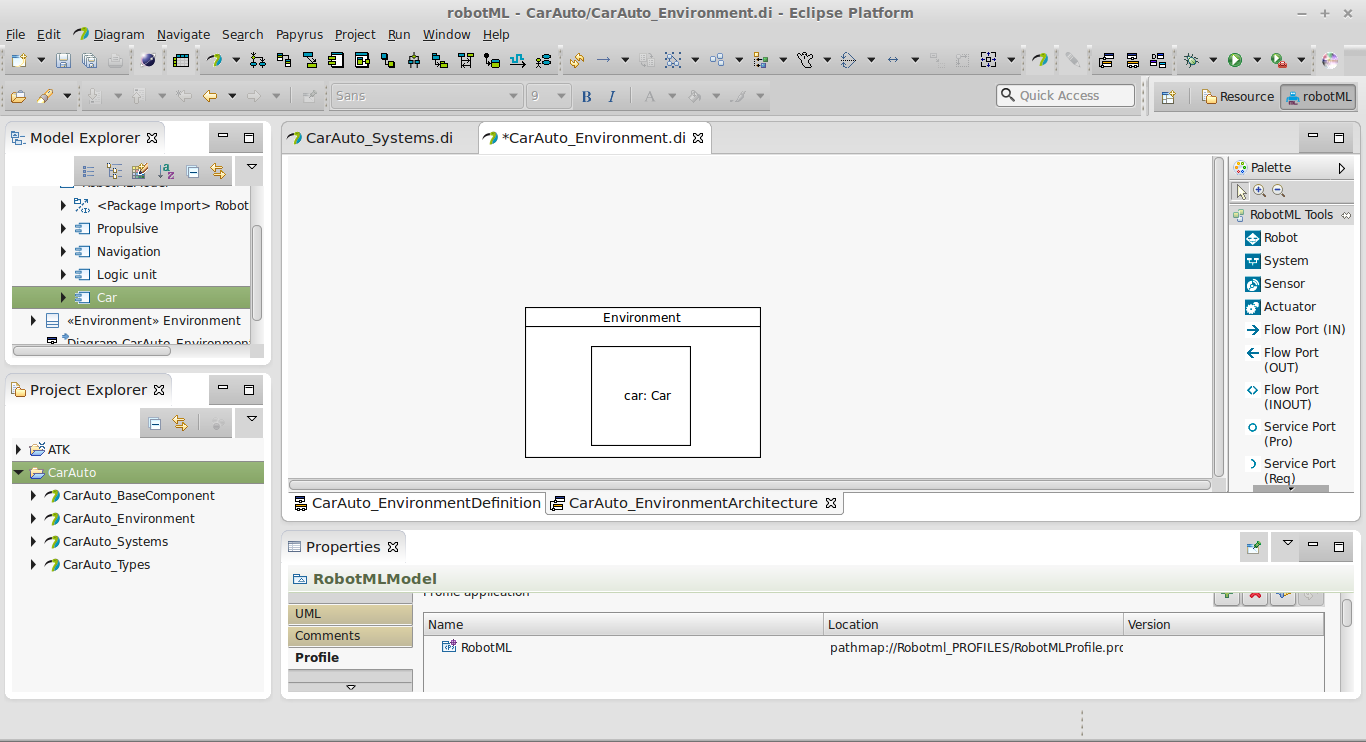 robotML - CarAuto/CarAuto_Environment.di - Eclipse Platform
File Edit Diagram Navigate Search Papyrus Project Run Window Help
Sans 9 B I A Quick Access Resource robotML
Model Explorer
<Package Import> Robot
Propulsive
Navigation
Logic unit
Car
«Environment» Environment
Diagram CarAuto_Environment
Project Explorer
ATK
CarAuto
CarAuto_BaseComponent
CarAuto_Environment
CarAuto_Systems
CarAuto_Types
CarAuto_Systems.di *CarAuto_Environment.di
Environment
car: Car
Palette
RobotML Tools
Robot
System
Sensor
Actuator
Flow Port (IN)
Flow Port
(OUT)
Flow Port
(INOUT)
Service Port
(Pro)
Service Port
(Req)
CarAuto_EnvironmentDefinition CarAuto_EnvironmentArchitecture
Properties
RobotMLModel
UML
Comments
Profile
Profile application
Name Location Version
RobotML pathmap://Robotml_PROFILES/RobotMLProfile.pro